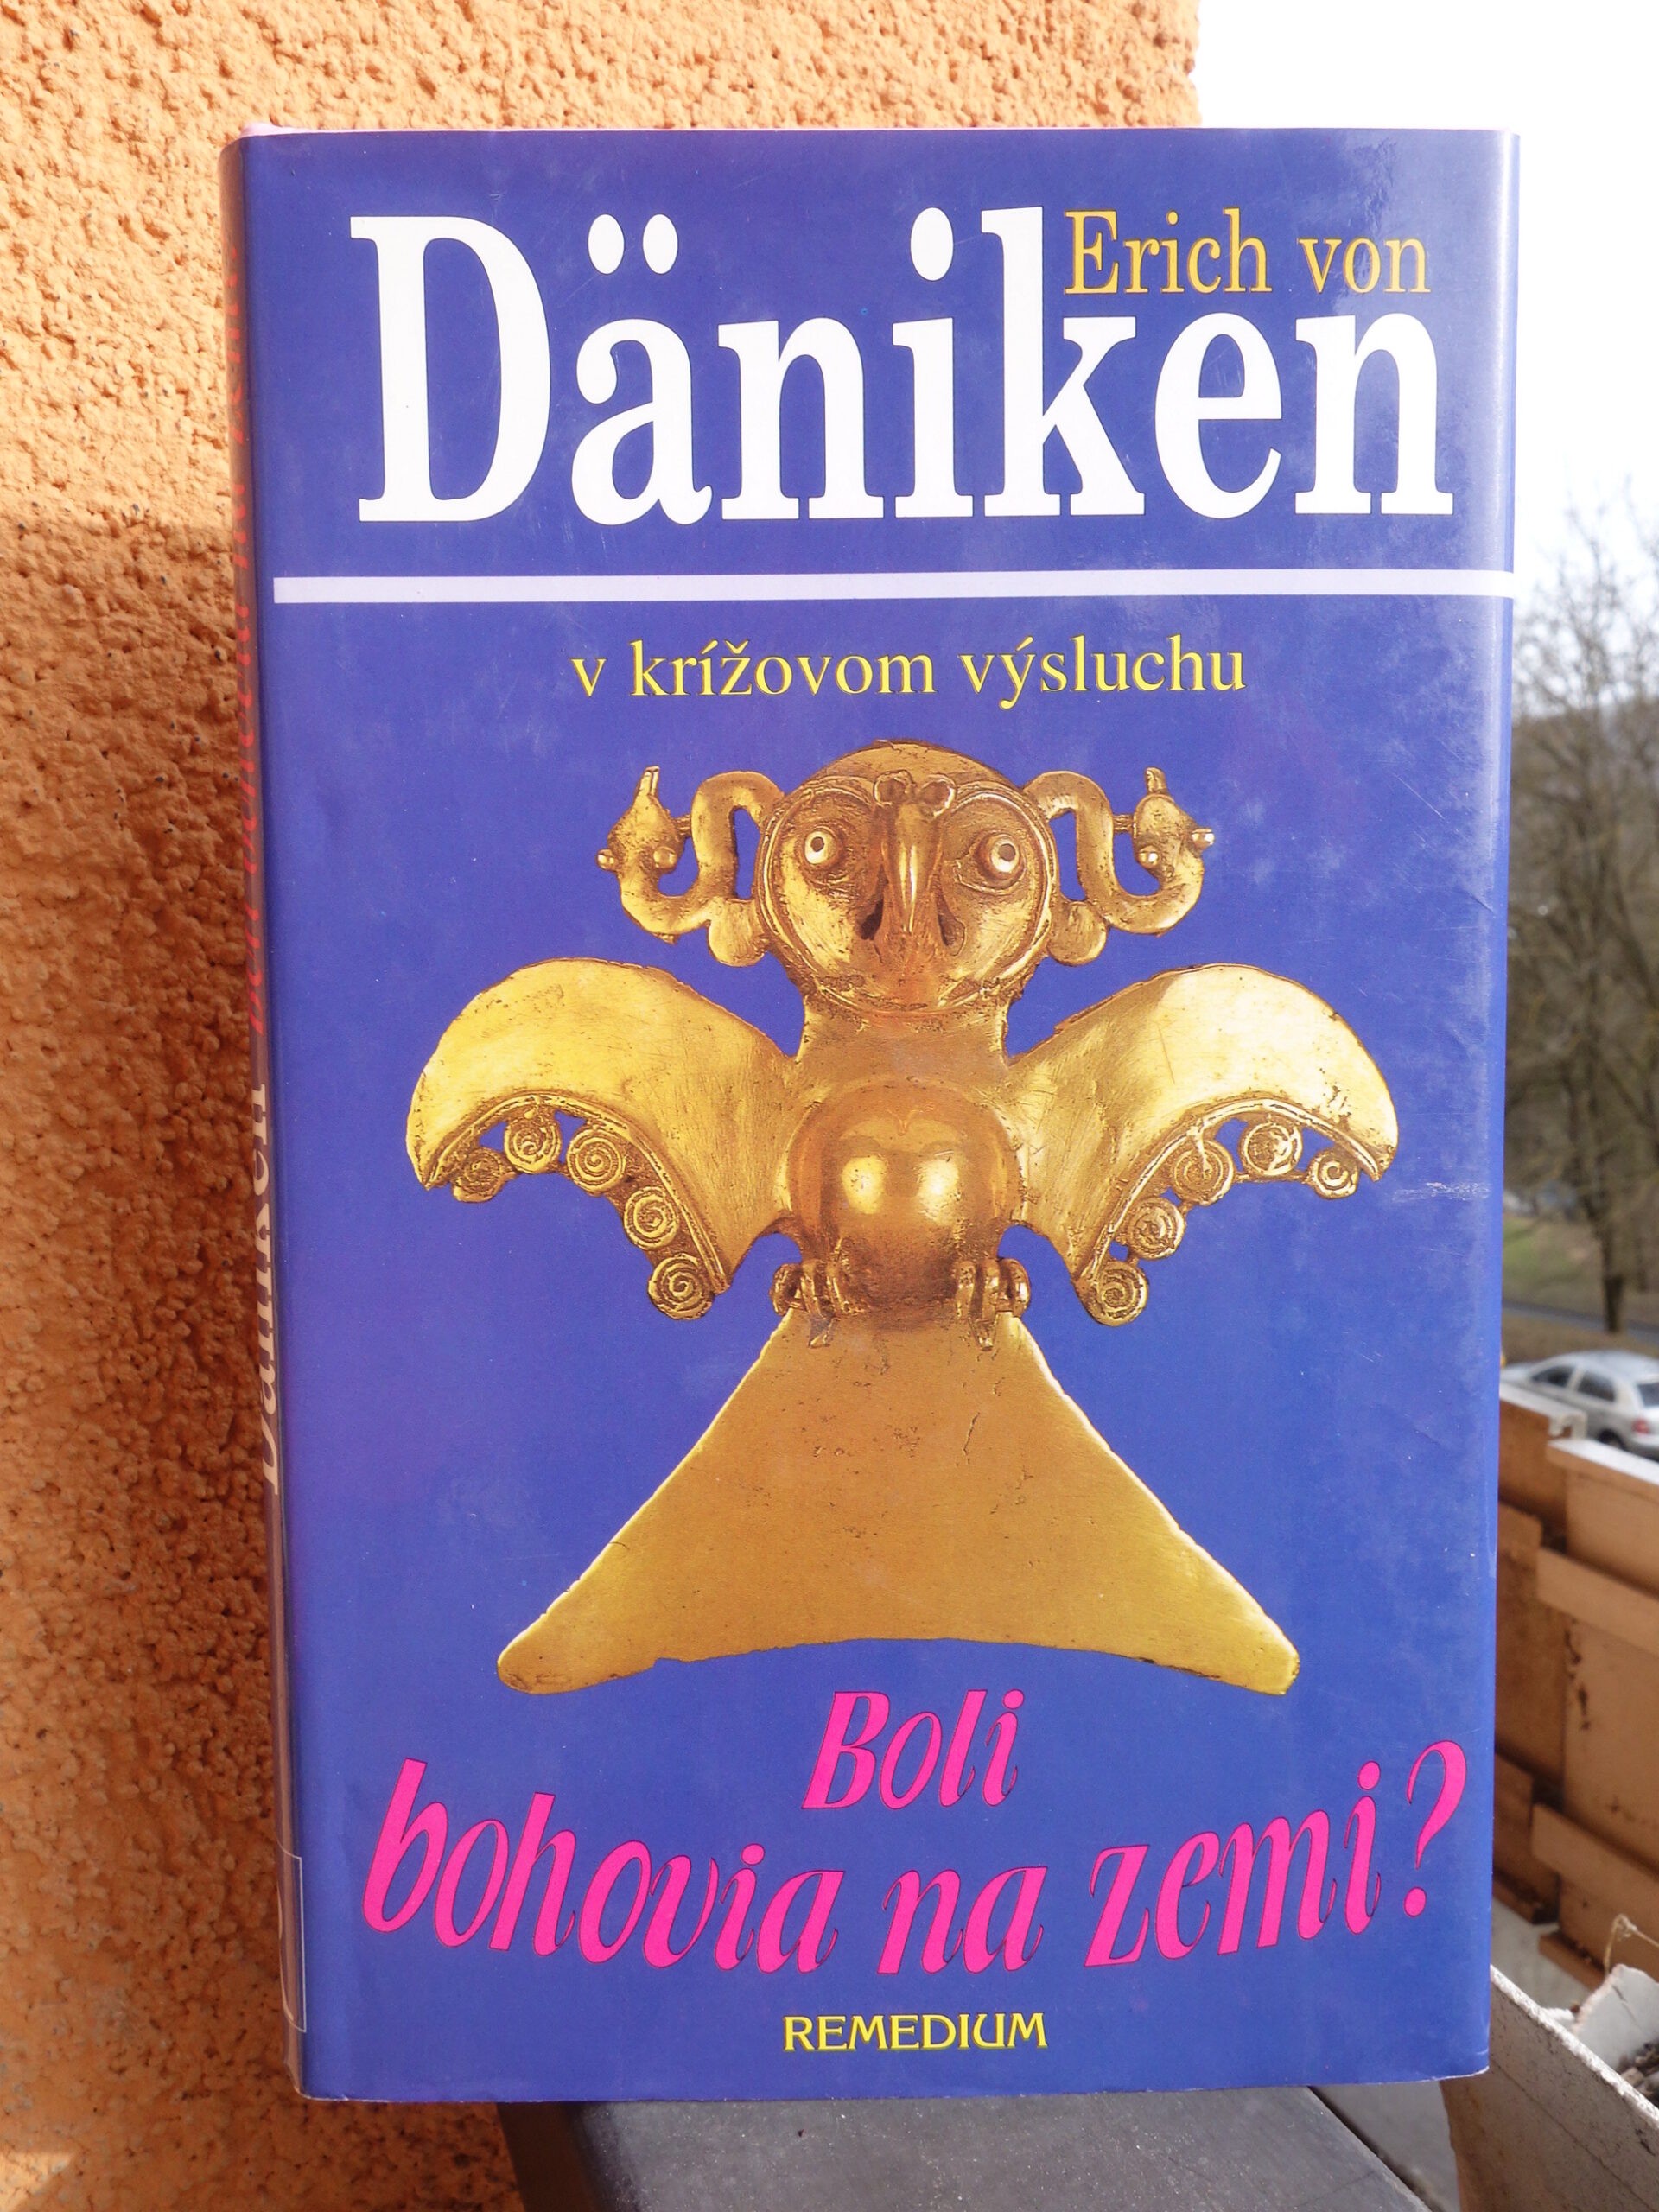 Erich von
Däniken
v krížovom výsluchu
Boli
bohovia na zemi?
REMEDIUM